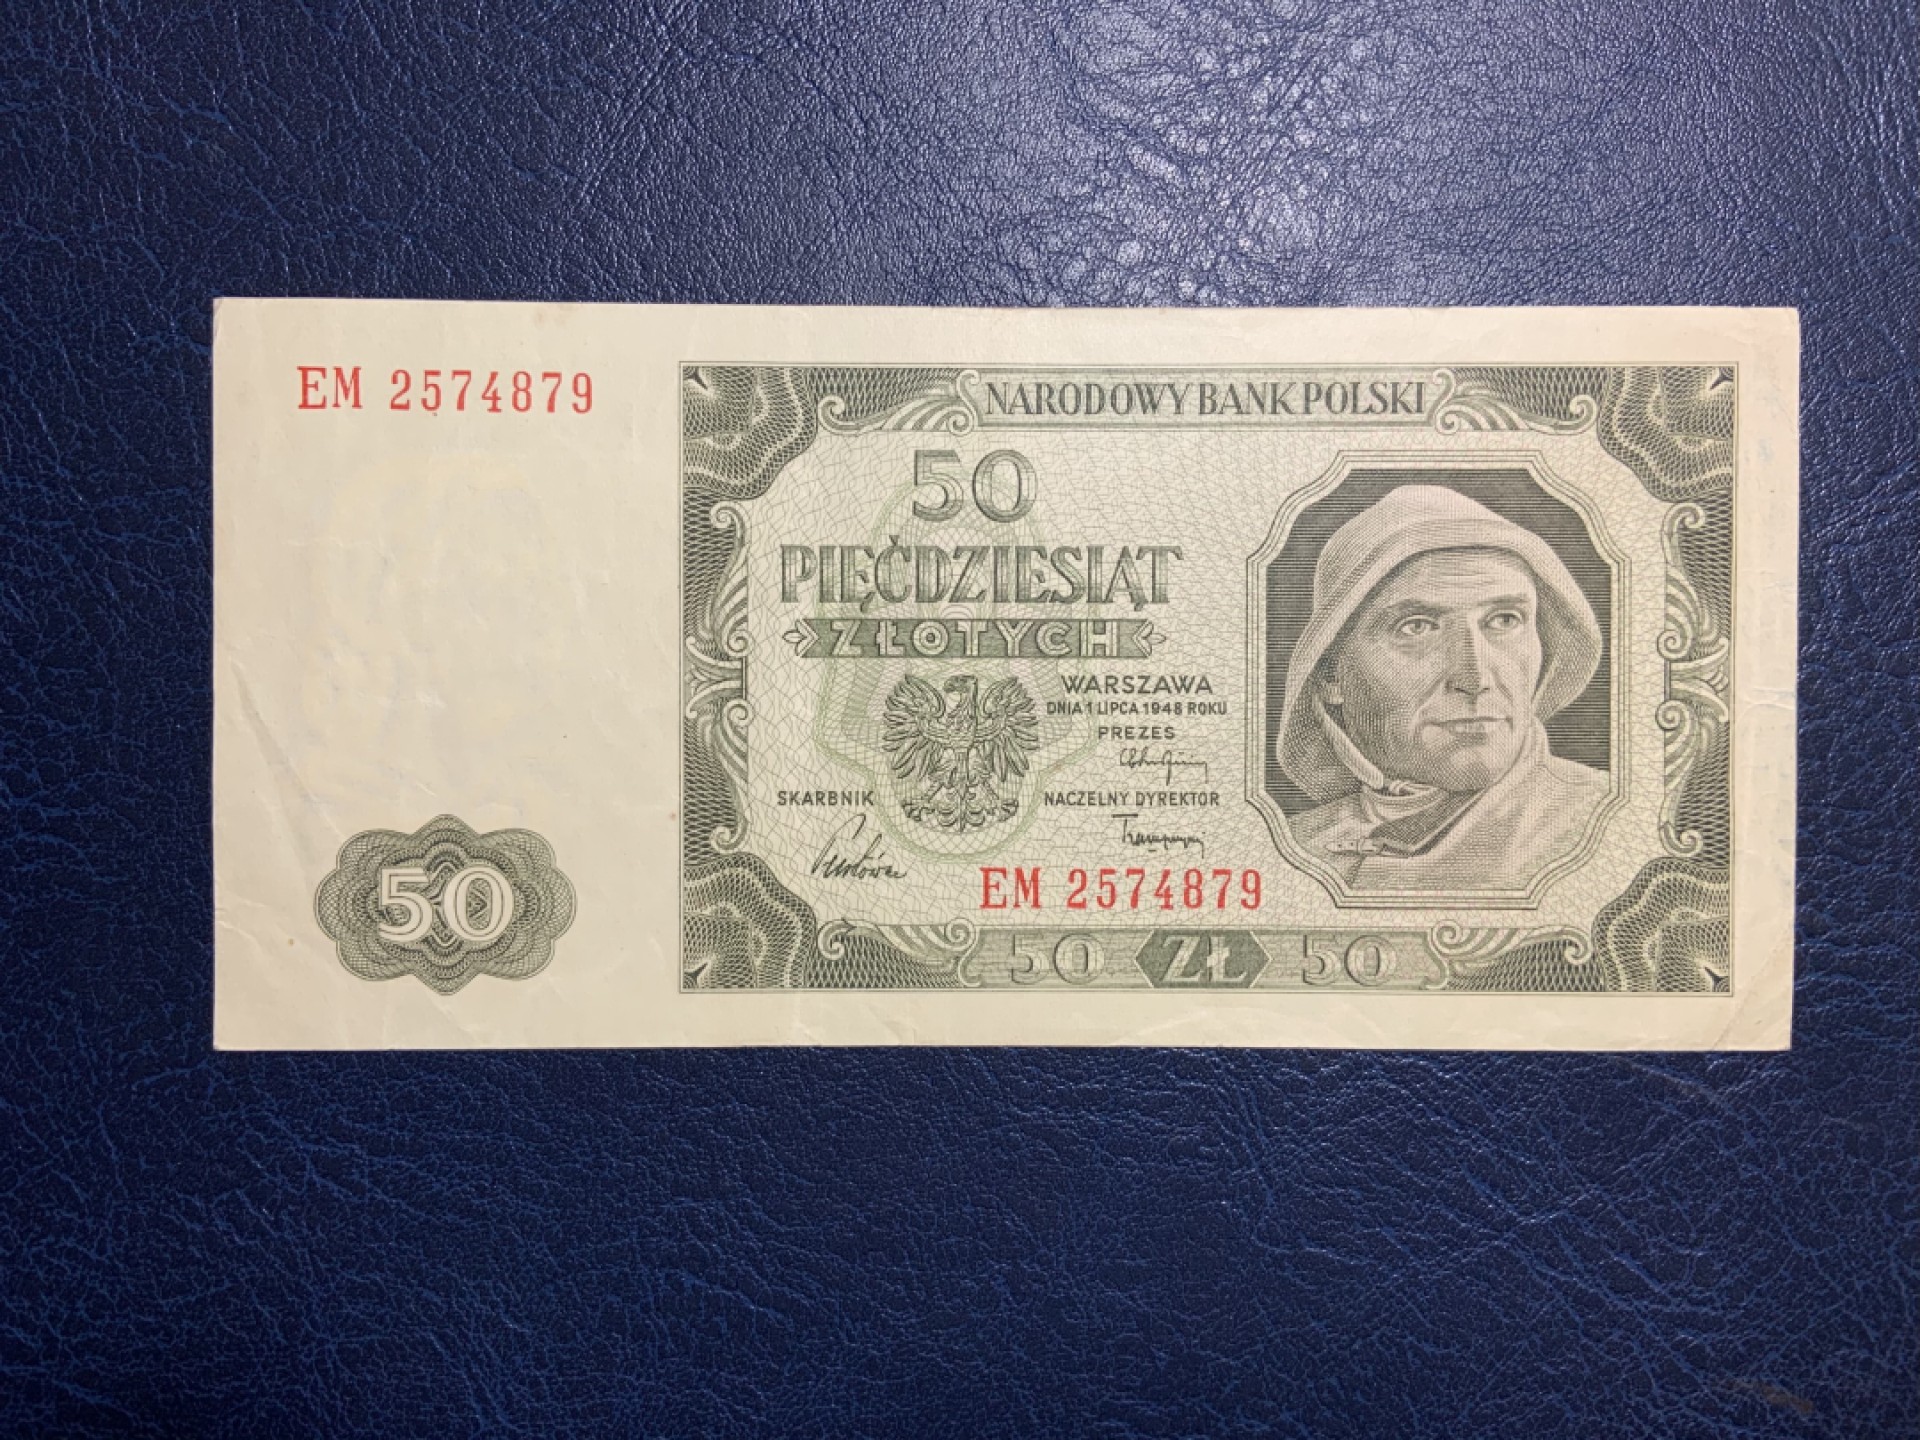 EM 2574879
NARODOWY BANK POLSKI
50
PIĘĆDZIESIĄT
ZŁOTYCH
WARSZAWA
DNIA 1 LIPCA 1948 ROKU
PREZES
SKARBNIK
NACZELNY DYREKTOR
EM 2574879
50
50 ZŁ 50